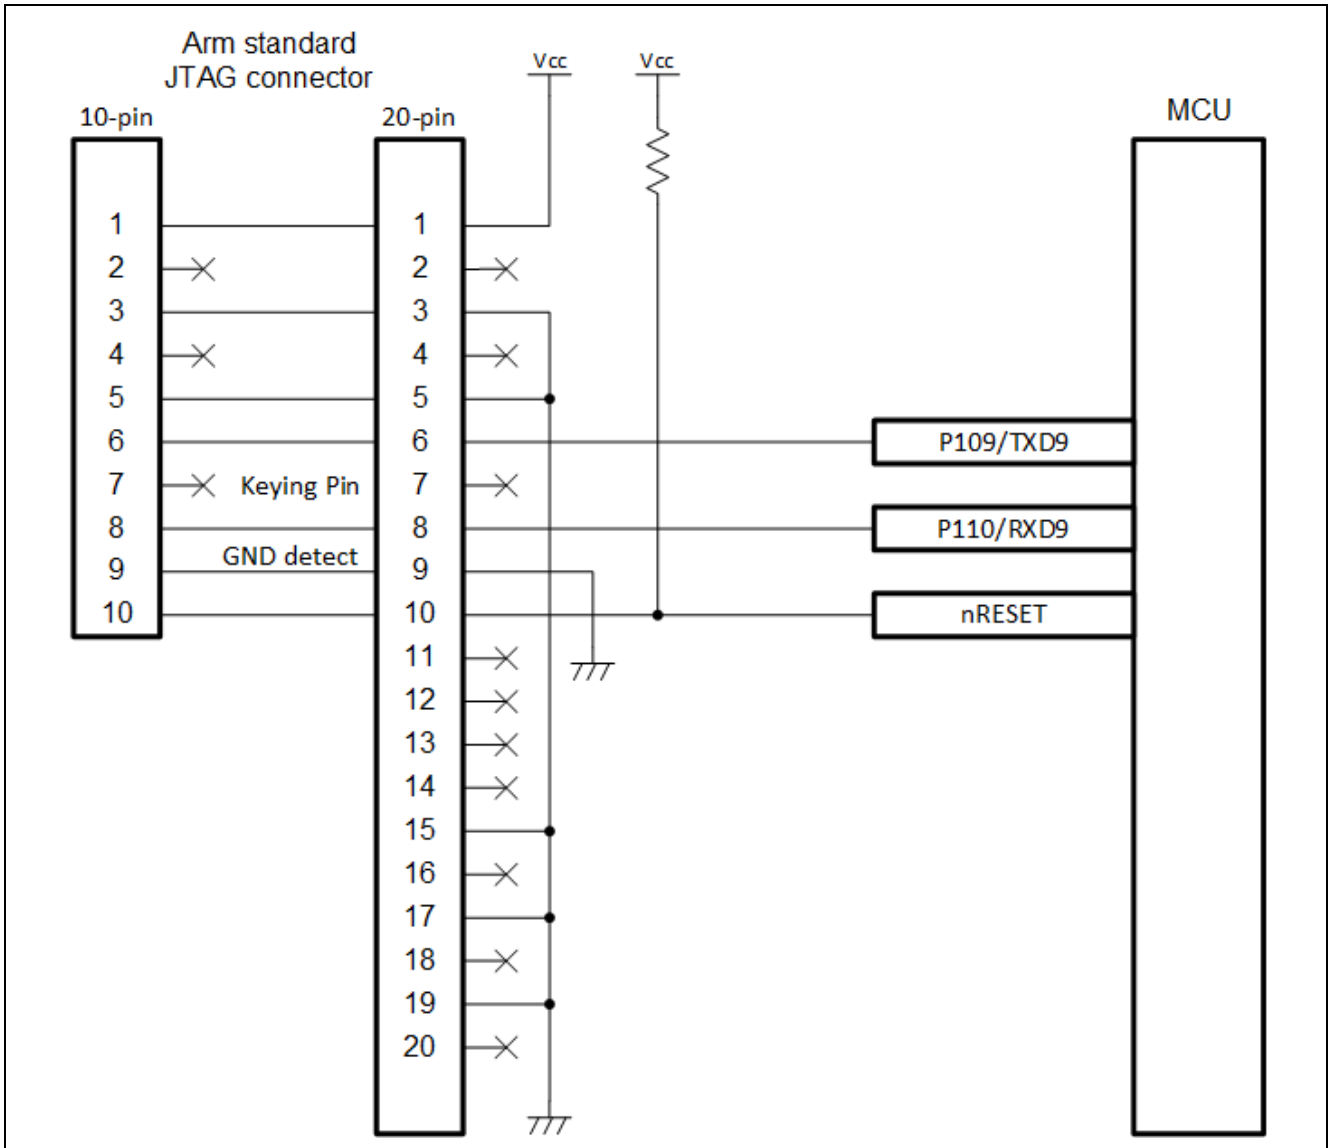 Arm standard
JTAG connector
10-pin
20-pin
Vcc
Vcc
MCU
1
1
2
2
3
3
4
4
5
5
6
6
P109/TXD9
7
Keying Pin
7
8
8
P110/RXD9
GND detect
9
9
10
10
nRESET
11
12
13
14
15
16
17
18
19
20